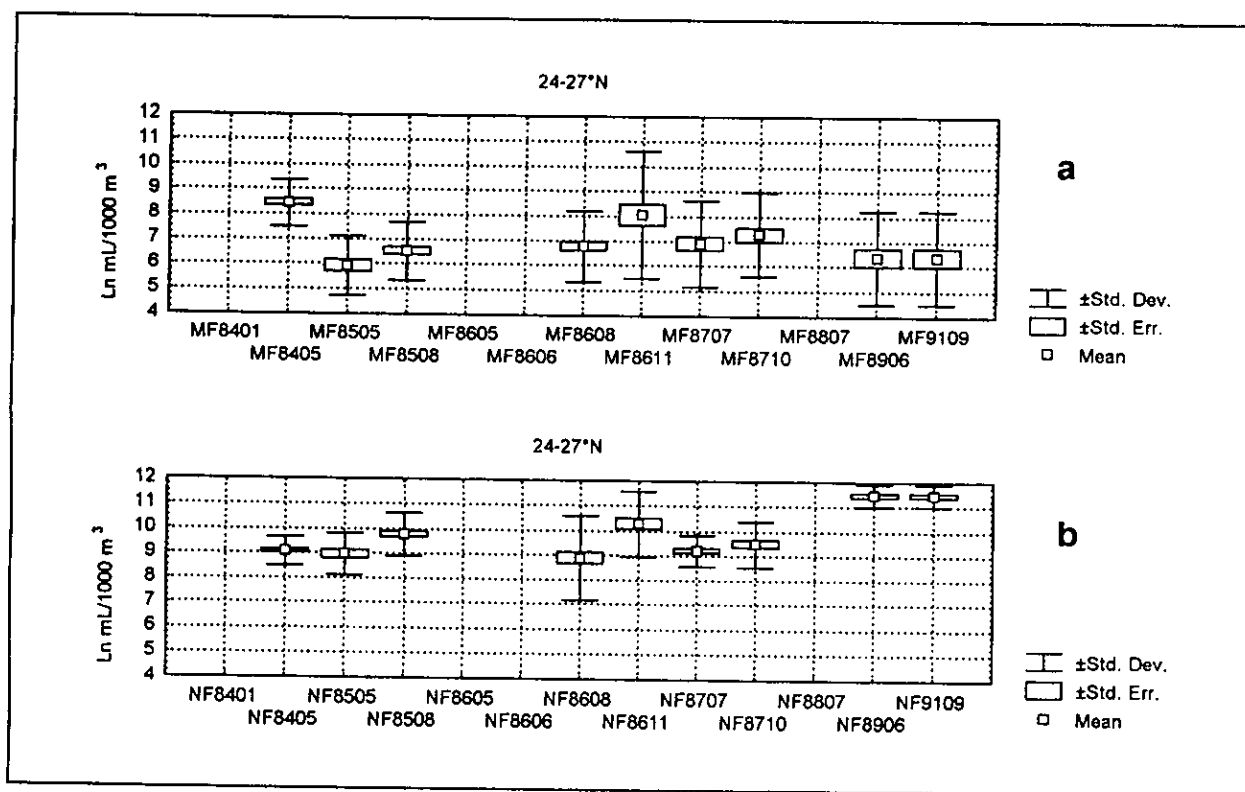 24-27°N
a
Ln mL/1000 m³
12
11
10
9
8
7
6
5
4
MF8401 MF8505 MF8605 MF8608 MF8707 MF8807 MF9109
MF8405 MF8508 MF8606 MF8611 MF8710 MF8906
±Std. Dev.
±Std. Err.
Mean
24-27°N
b
Ln mL/1000 m³
12
11
10
9
8
7
6
5
4
NF8401 NF8505 NF8605 NF8608 NF8707 NF8807 NF9109
NF8405 NF8508 NF8606 NF8611 NF8710 NF8906
±Std. Dev.
±Std. Err.
Mean